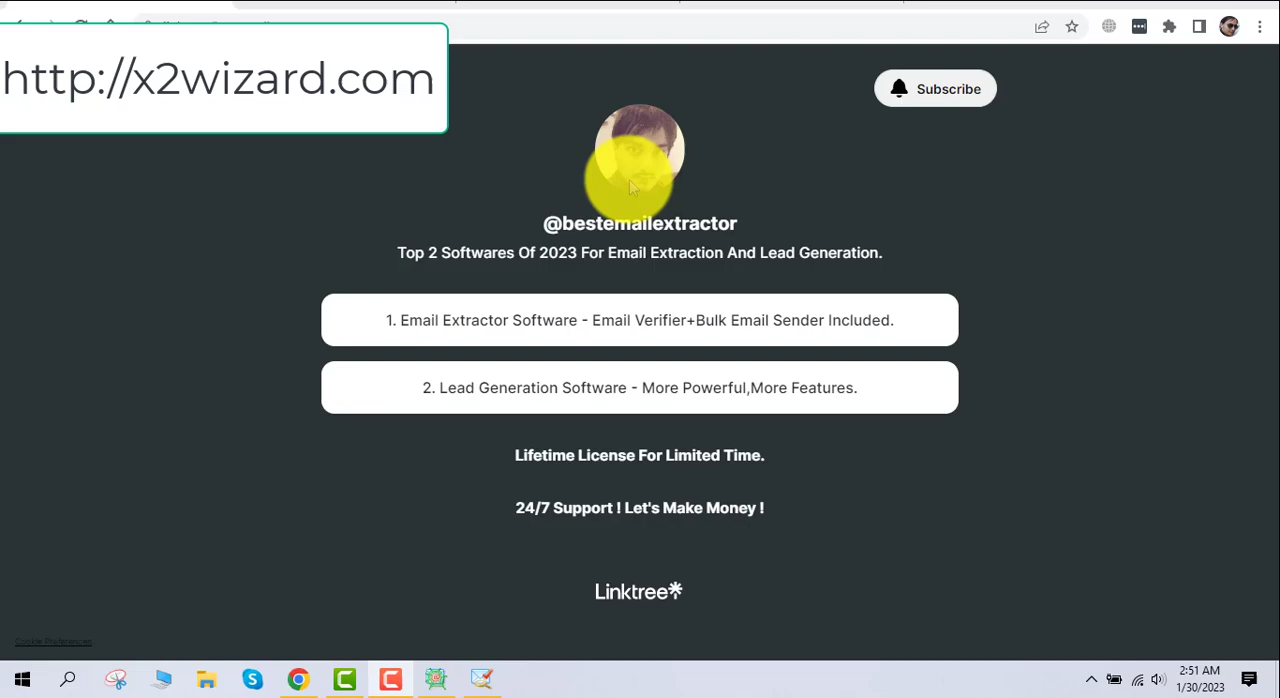 http://x2wizard.com
Subscribe
@bestemailextractor
Top 2 Softwares Of 2023 For Email Extraction And Lead Generation.
1. Email Extractor Software - Email Verifier+Bulk Email Sender Included.
2. Lead Generation Software - More Powerful,More Features.
Lifetime License For Limited Time.
24/7 Support ! Let's Make Money !
Linktree
Cookie Preferences
2:51 AM
1/30/2023